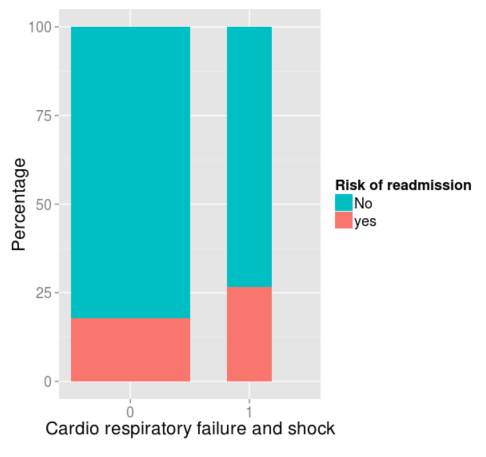 100
75
50
25
0
Percentage
0 1
Cardio respiratory failure and shock
Risk of readmission
No
yes